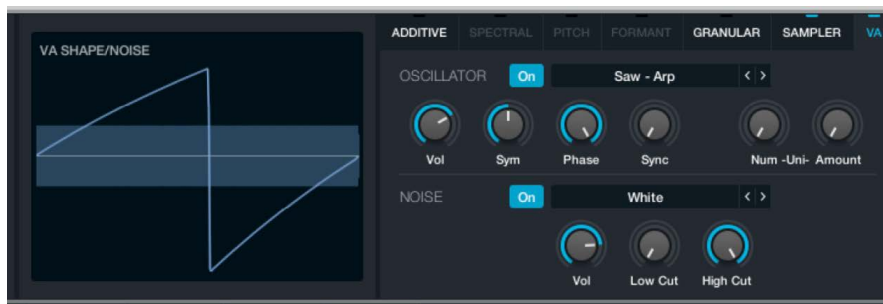 VA SHAPE/NOISE
ADDITIVE SPECTRAL PITCH FORMANT GRANULAR SAMPLER VA
OSCILLATOR On Saw - Arp < >
Vol Sym Phase Sync Num -Uni- Amount
NOISE On White < >
Vol Low Cut High Cut